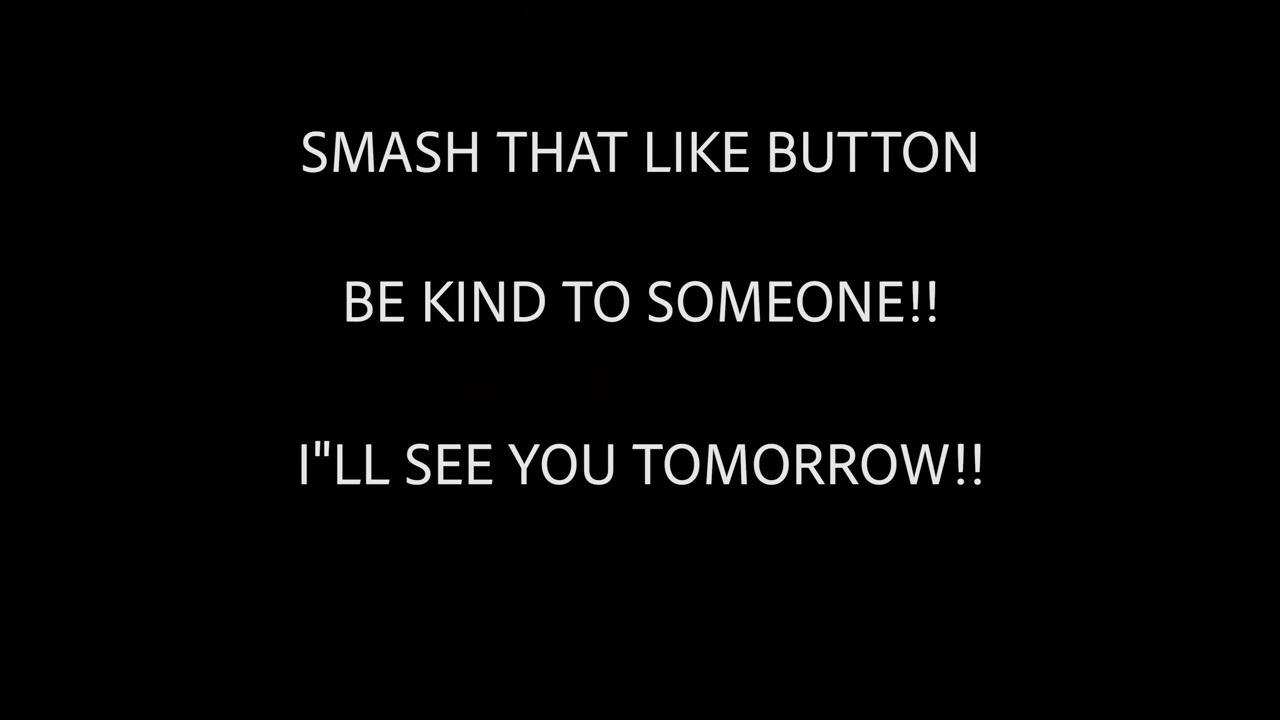 SMASH THAT LIKE BUTTON
BE KIND TO SOMEONE!!
I"LL SEE YOU TOMORROW!!